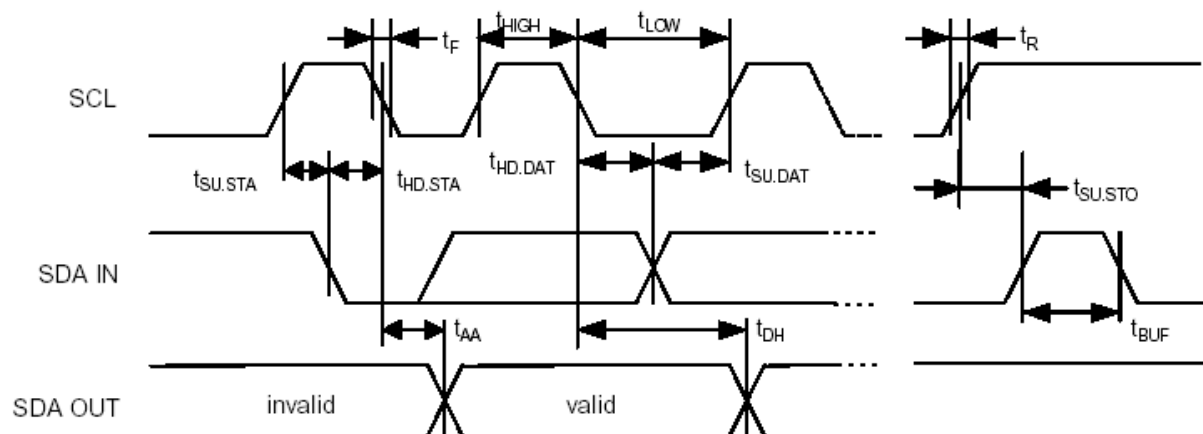 tF
tHIGH
tLOW
tR
SCL
tSU.STA
tHD.STA
tHD.DAT
tSU.DAT
tSU.STO
SDA IN
tAA
tDH
tBUF
SDA OUT
invalid
valid